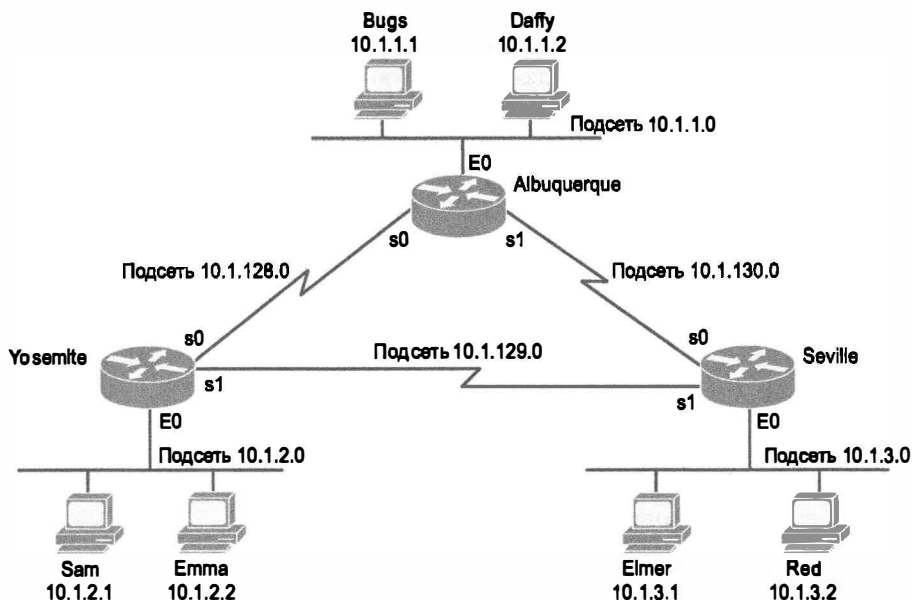 Bugs
10.1.1.1
Daffy
10.1.1.2
Подсеть 10.1.1.0
E0
Albuquerque
s0
s1
Подсеть 10.1.128.0
Подсеть 10.1.130.0
s0
Yosemite
s1
Подсеть 10.1.129.0
s0
Seville
s1
E0
E0
Подсеть 10.1.2.0
Подсеть 10.1.3.0
Sam
10.1.2.1
Emma
10.1.2.2
Elmer
10.1.3.1
Red
10.1.3.2